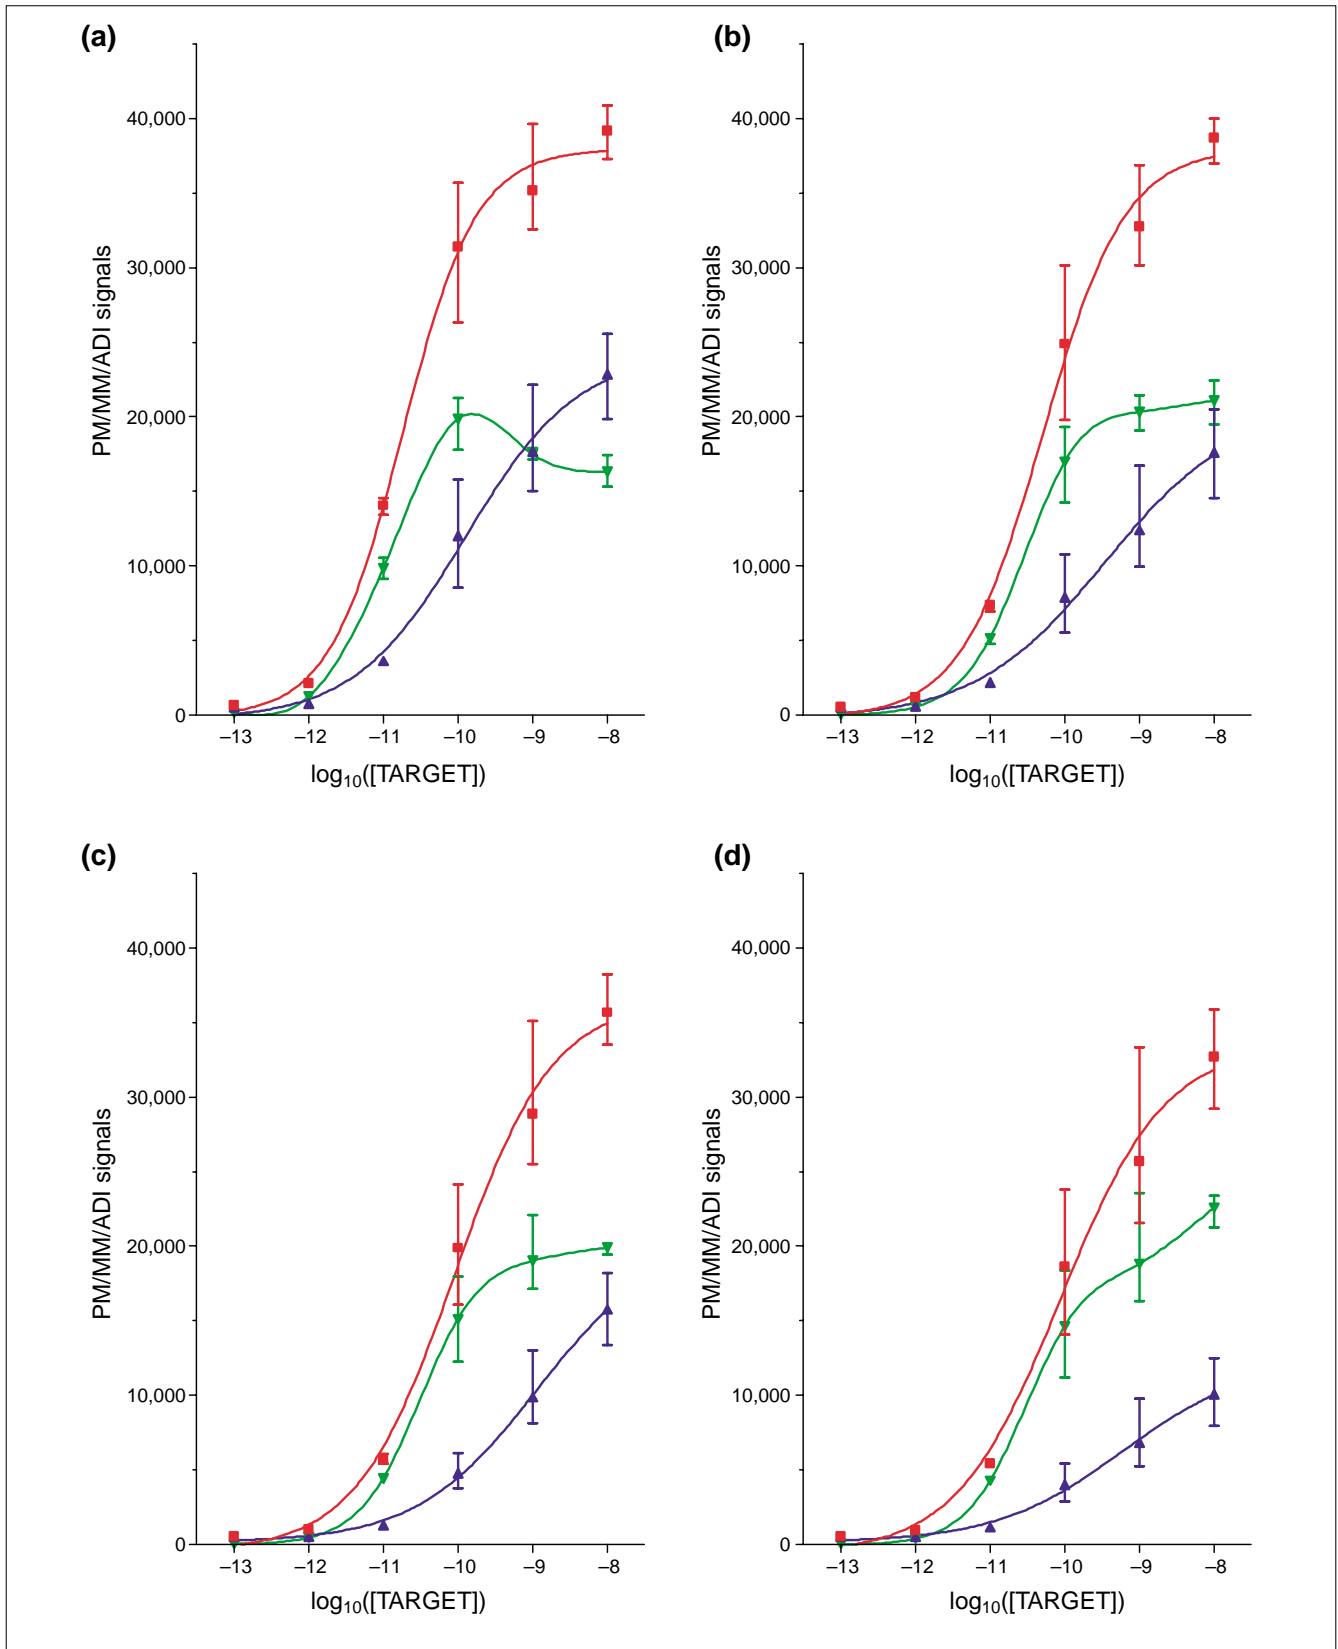 (a)
40,000
30,000
20,000
10,000
0
PM/MM/ADI signals
–13 –12 –11 –10 –9 –8
log10([TARGET])
(b)
40,000
30,000
20,000
10,000
0
PM/MM/ADI signals
–13 –12 –11 –10 –9 –8
log10([TARGET])
(c)
40,000
30,000
20,000
10,000
0
PM/MM/ADI signals
–13 –12 –11 –10 –9 –8
log10([TARGET])
(d)
40,000
30,000
20,000
10,000
0
PM/MM/ADI signals
–13 –12 –11 –10 –9 –8
log10([TARGET])